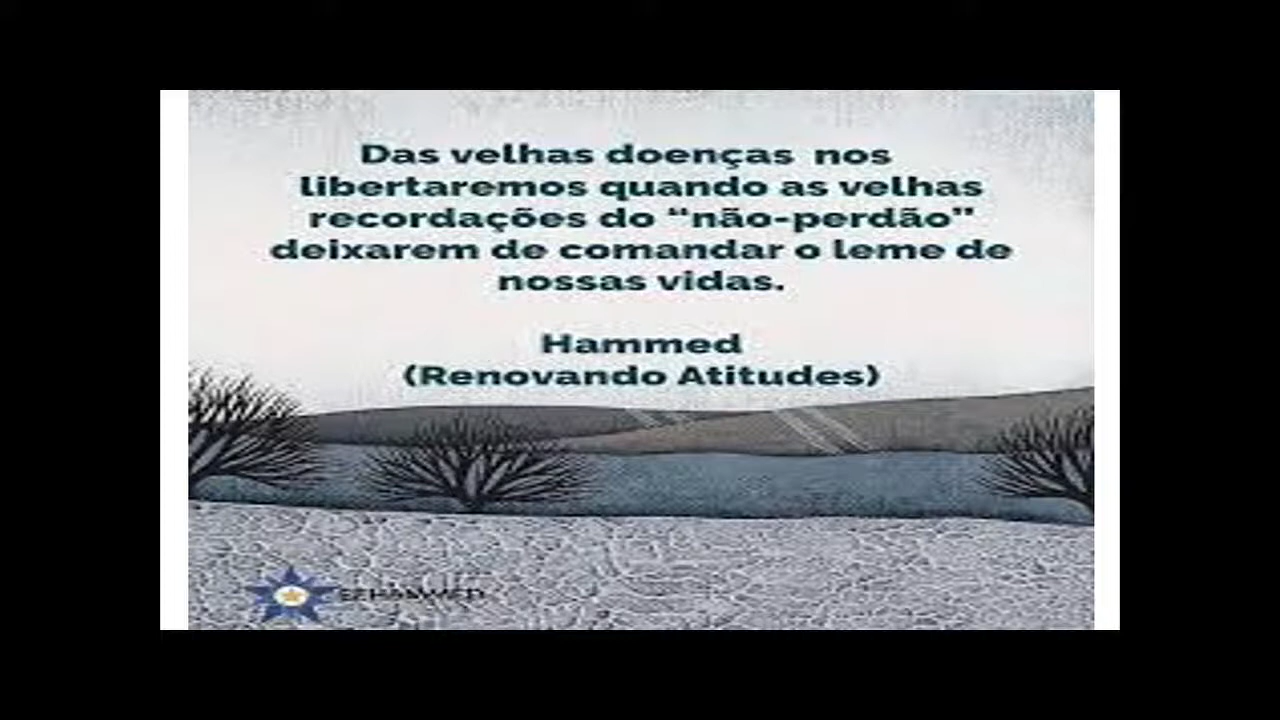 Das velhas doenças nos
libertaremos quando as velhas
recordações do “não-perdão"
deixarem de comandar o leme de
nossas vidas.
Hammed
(Renovando Atitudes)